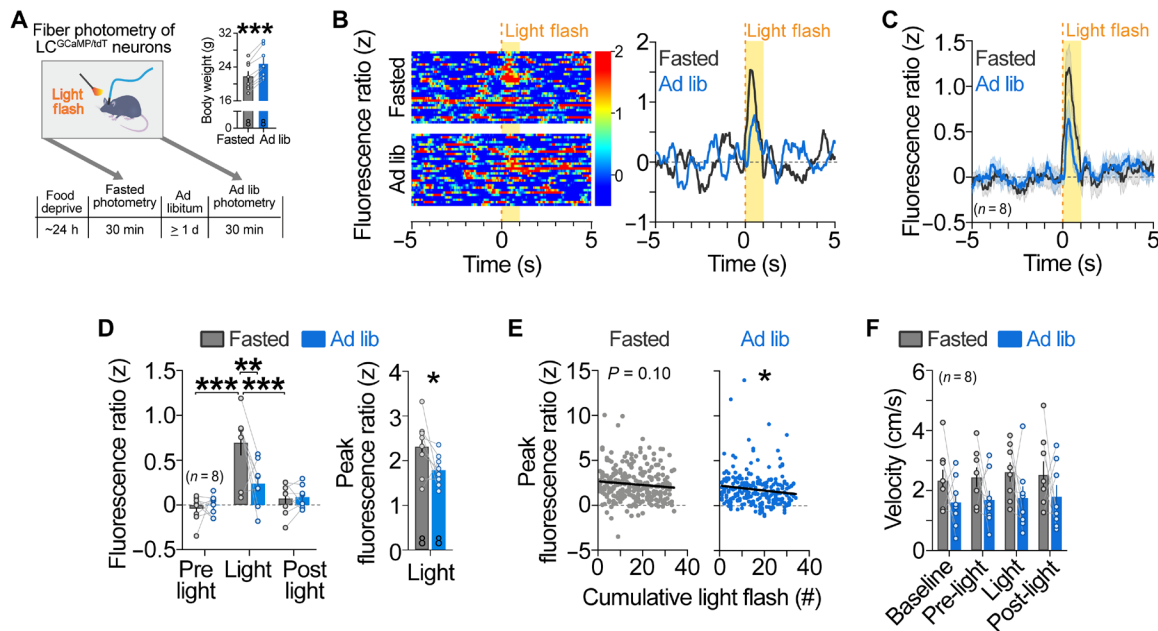 A
Fiber photometry of
LC^GCaMP/tdT neurons
Light
flash
***
Body weight (g)
32
24
16
8
0
8
8
Fasted
Ad lib
Food
deprive
Fasted
photometry
Ad
libitum
Ad lib
photometry
~24 h
30 min
≥ 1 d
30 min
B
Fluorescence ratio (z)
Light flash
Fasted
Ad lib
2
1
0
−5
0
5
Time (s)
Light flash
Fasted
Ad lib
2
1
0
−1
−5
0
5
Time (s)
C
Fluorescence ratio (z)
Light flash
Fasted
Ad lib
2.0
1.5
1.0
0.5
0
−0.5
(n = 8)
−5
0
5
Time (s)
D
Fasted
Ad lib
Fluorescence ratio (z)
**
***
***
1.5
1.0
0.5
0
−0.5
(n = 8)
Pre
light
Light
Post
light
Peak
fluorescence ratio (z)
*
4
3
2
1
0
8
8
Light
E
Fasted
Ad lib
Peak
fluorescence ratio (z)
P = 0.10
*
15
10
5
0
−5
0
20
40
0
20
40
Cumulative light flash (#)
F
Fasted
Ad lib
Velocity (cm/s)
(n = 8)
6
4
2
0
Baseline
Pre-light
Light
Post-light